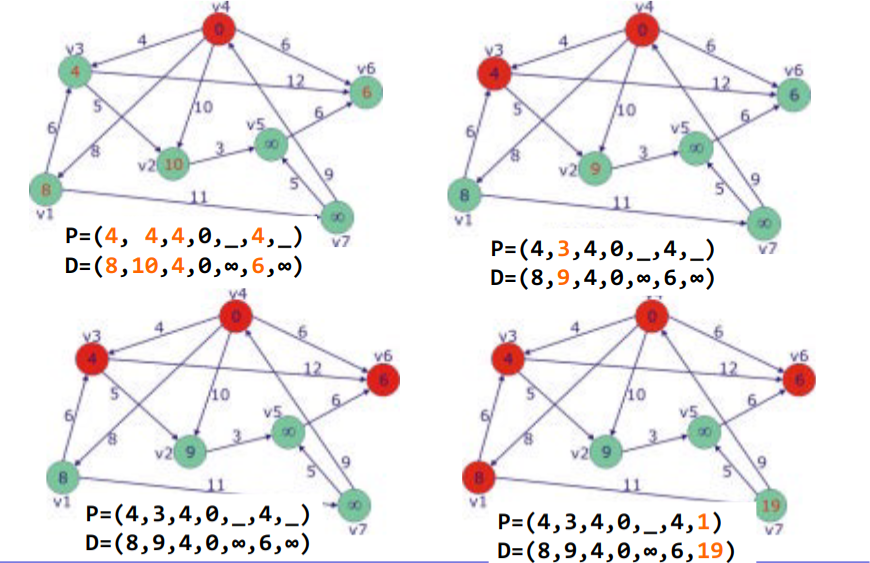 v4
v3
4
0
6
4
12
v6
6
5
10
6
8
v5
∞
6
v2
10
3
8
v1
11
5
9
∞
v7
P=(4, 4,4,0,_,4,_)
D=(8,10,4,0,∞,6,∞)
v4
v3
4
0
6
4
12
v6
6
5
10
6
8
v5
∞
6
v2
9
3
8
v1
11
5
9
∞
v7
P=(4,3,4,0,_,4,_)
D=(8,9,4,0,∞,6,∞)
v4
v3
4
0
6
4
12
v6
6
5
10
6
8
v5
∞
6
v2
9
3
8
v1
11
5
9
∞
v7
P=(4,3,4,0,_,4,_)
D=(8,9,4,0,∞,6,∞)
v3
4
0
6
4
12
v6
6
5
10
6
8
v5
∞
6
v2
9
3
8
v1
11
5
9
19
v7
P=(4,3,4,0,_,4,1)
D=(8,9,4,0,∞,6,19)